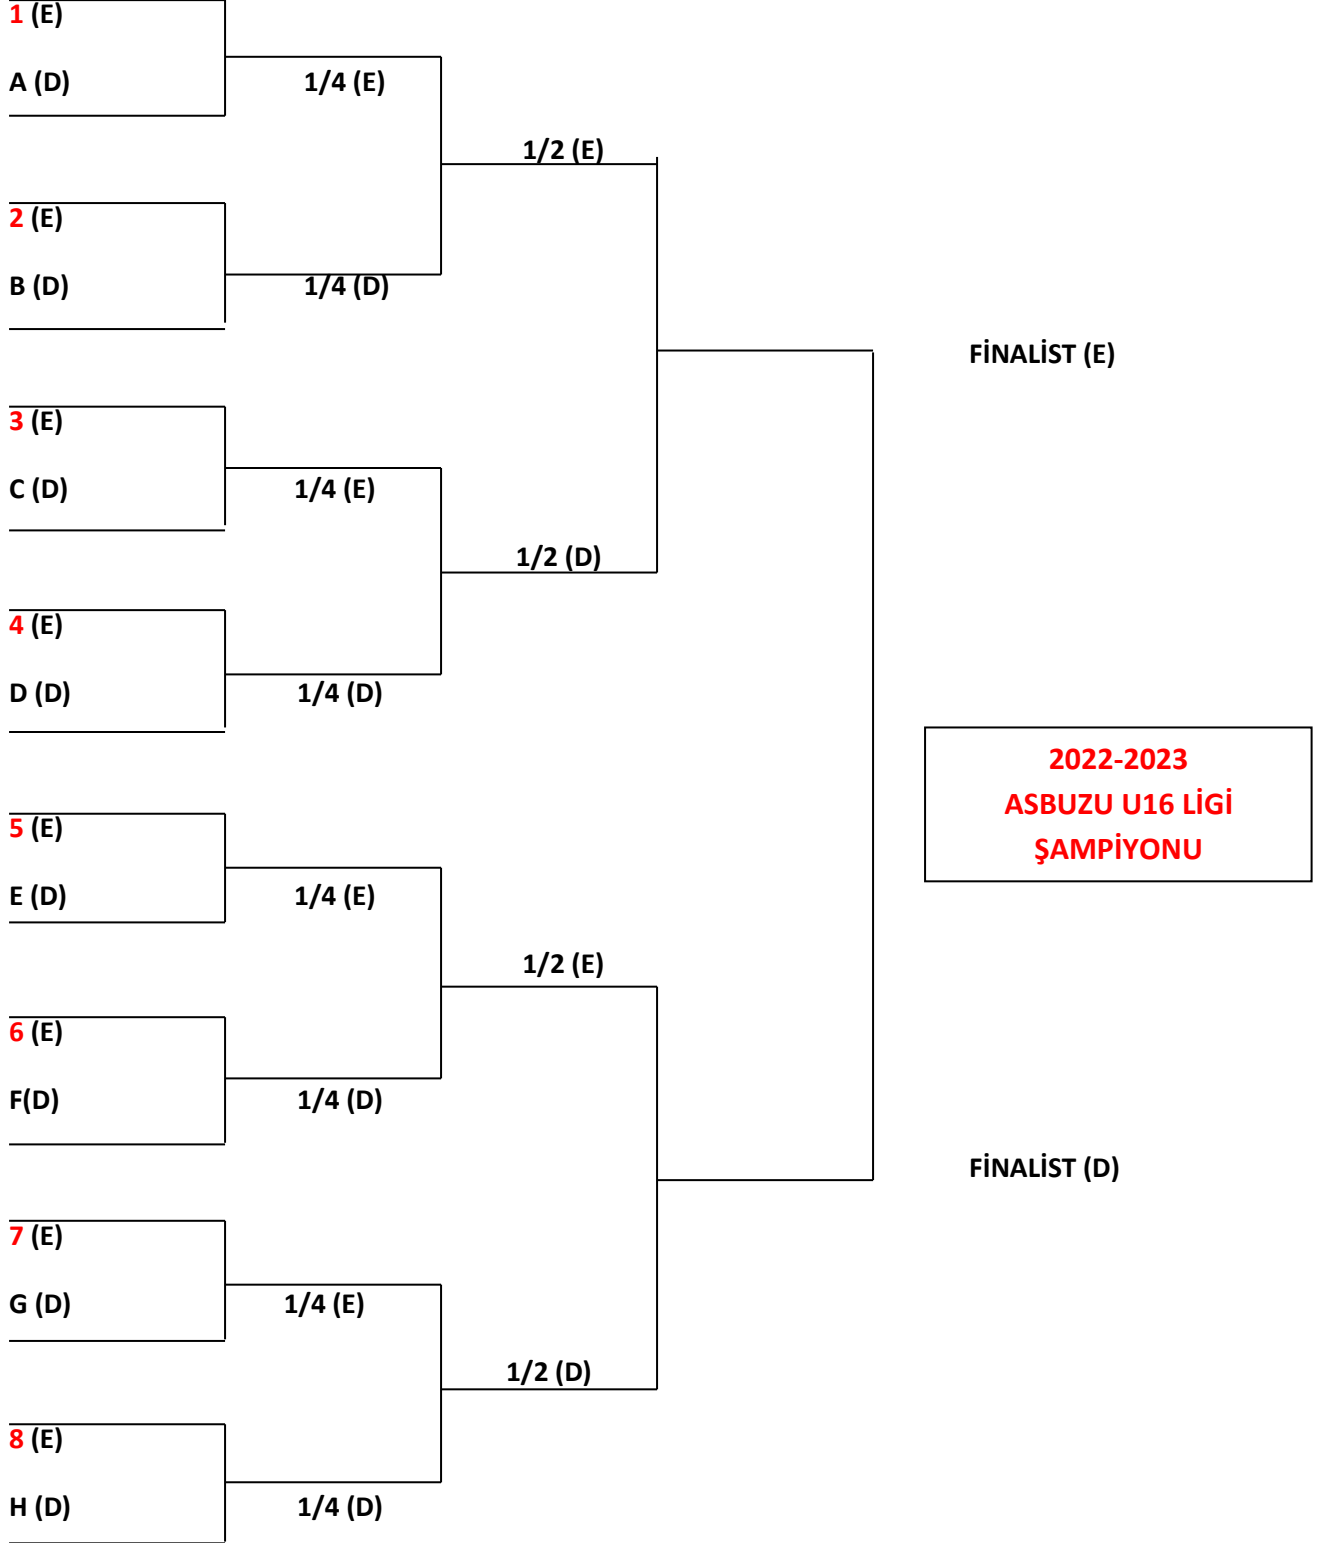 1 (E)
A (D)
1/4 (E)
1/2 (E)
2 (E)
B (D)
1/4 (D)
FİNALİST (E)
3 (E)
C (D)
1/4 (E)
1/2 (D)
4 (E)
D (D)
1/4 (D)
2022-2023
ASBUZU U16 LİGİ
ŞAMPİYONU
5 (E)
E (D)
1/4 (E)
1/2 (E)
6 (E)
F(D)
1/4 (D)
FİNALİST (D)
7 (E)
G (D)
1/4 (E)
1/2 (D)
8 (E)
H (D)
1/4 (D)